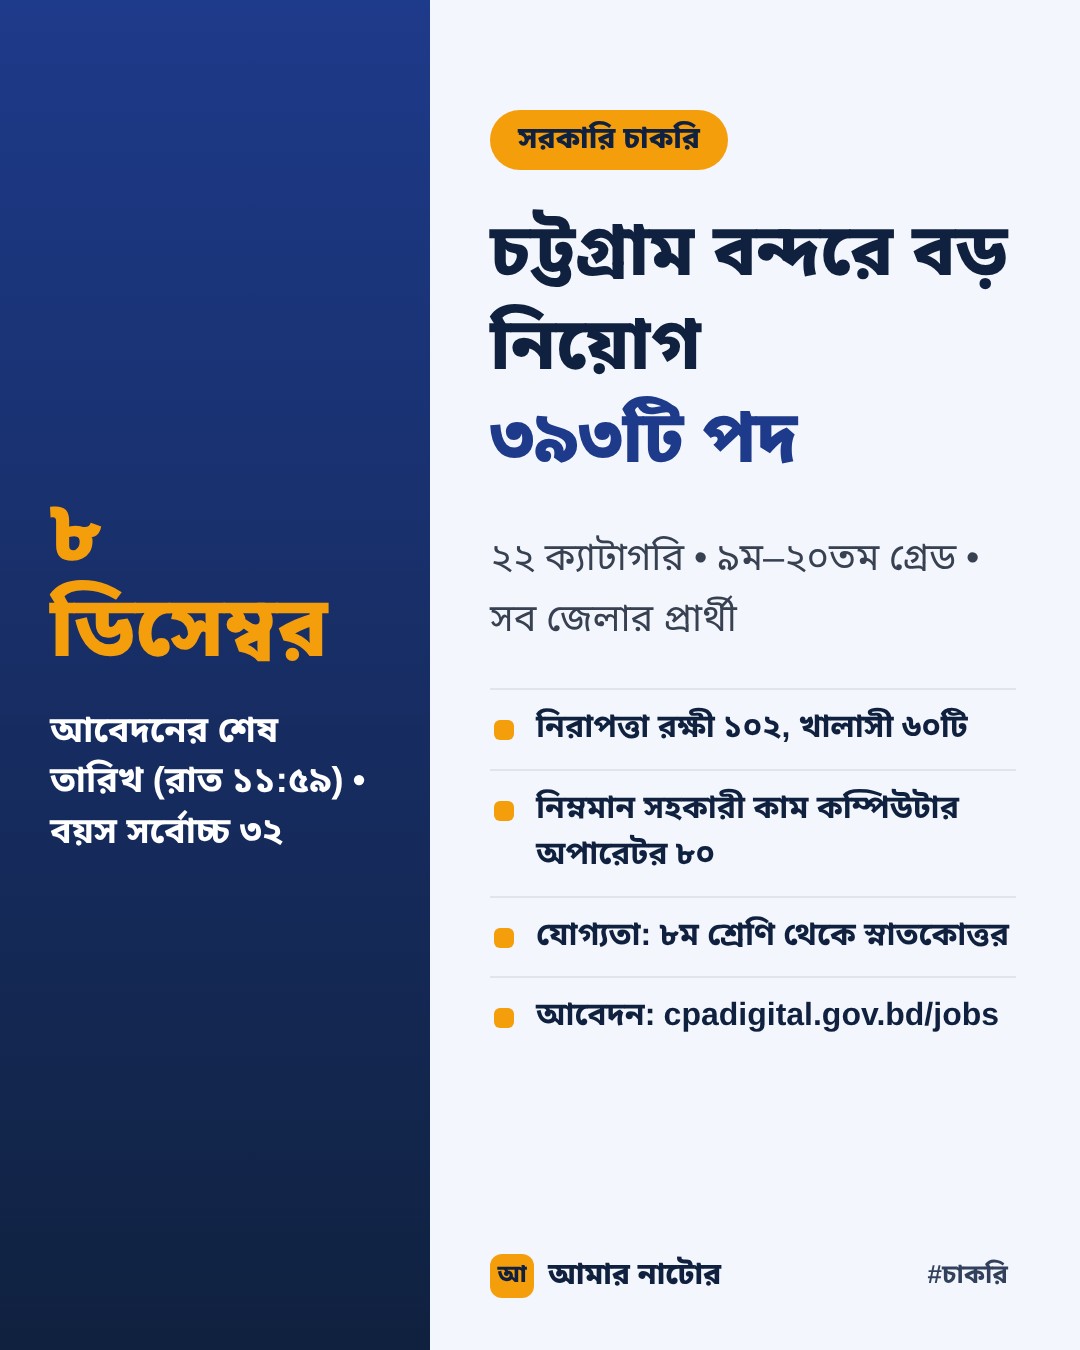 ৮
ডিসেম্বর
আবেদনের শেষ
তারিখ (রাত ১১:৫৯) •
বয়স সর্বোচ্চ ৩২
সরকারি চাকরি
চট্টগ্রাম বন্দরে বড়
নিয়োগ
৩৯৩টি পদ
২২ ক্যাটাগরি • ৯ম–২০তম গ্রেড •
সব জেলার প্রার্থী
নিরাপত্তা রক্ষী ১০২, খালাসী ৬০টি
নিম্নমান সহকারী কাম কম্পিউটার
অপারেটর ৮০
যোগ্যতা: ৮ম শ্রেণি থেকে স্নাতকোত্তর
আবেদন: cpadigital.gov.bd/jobs
আ আমার নাটোর
#চাকরি